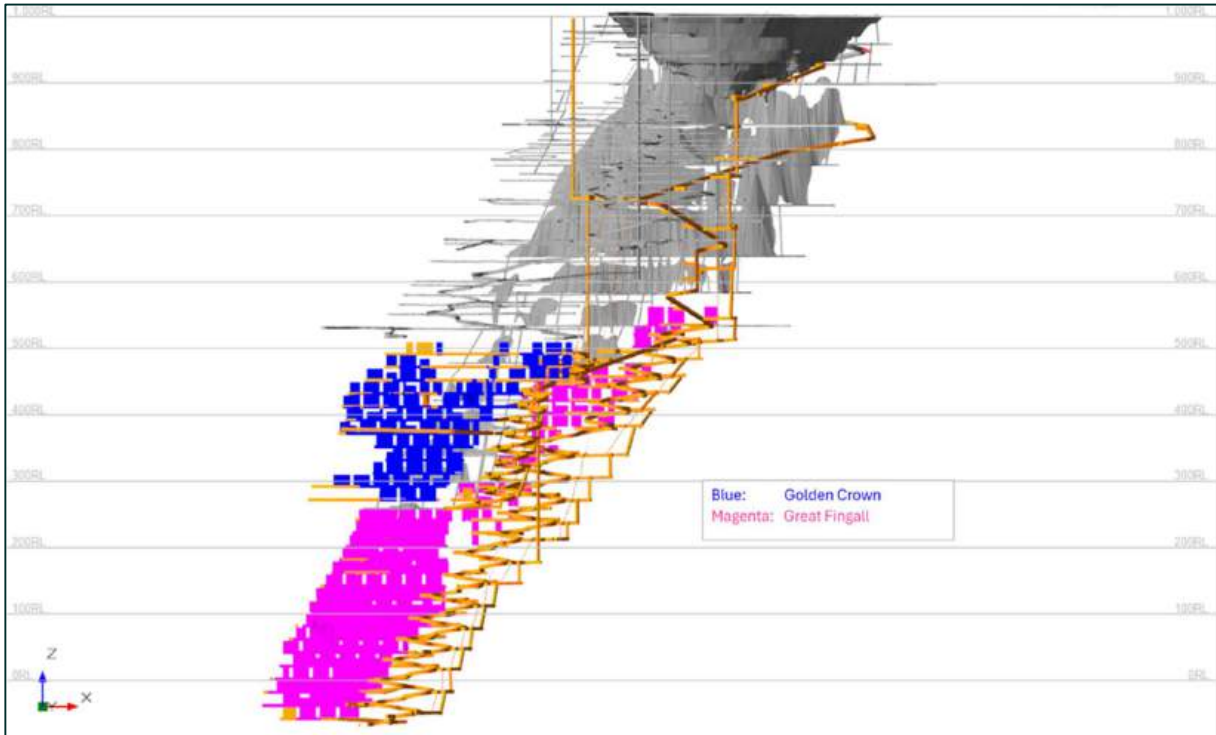 1,000RL 1,000RL
900RL 900RL
800RL 800RL
700RL 700RL
600RL 600RL
500RL 500RL
400RL 400RL
300RL 300RL
Blue: Golden Crown
Magenta: Great Fingall
200RL 200RL
100RL 100RL
Z
0RL 0RL
X